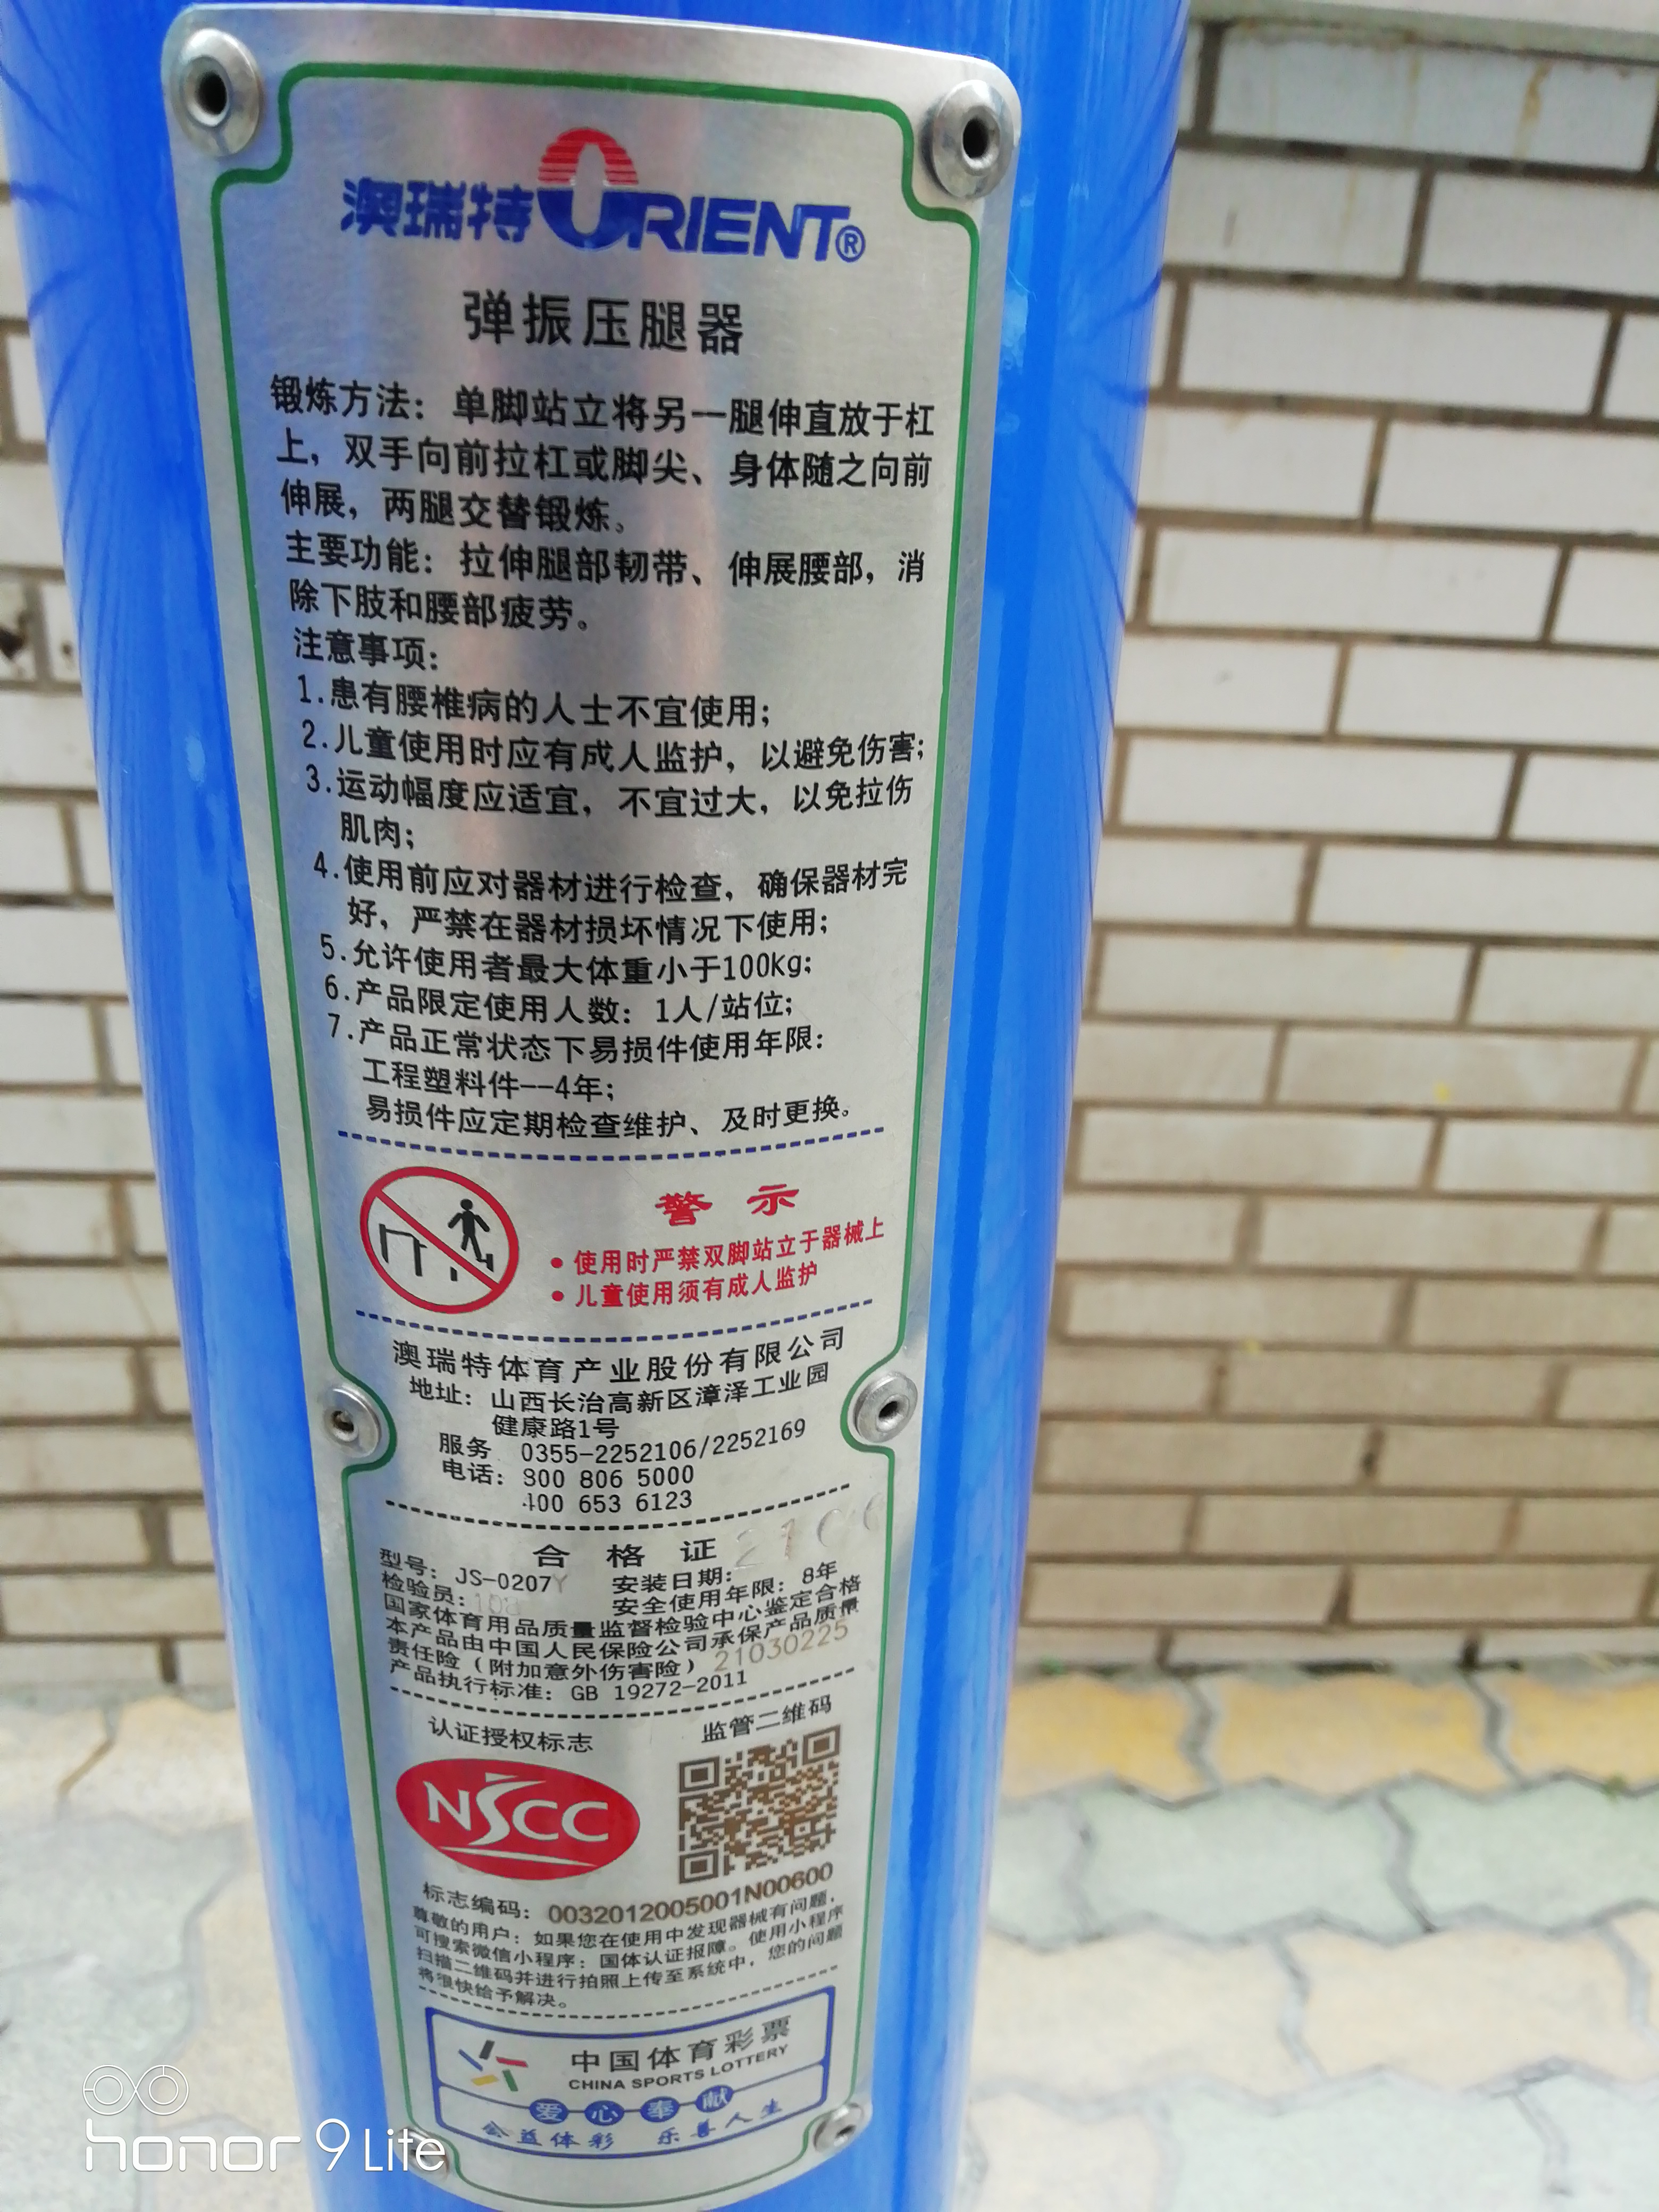 澳瑞特ORIENT®
弹振压腿器
锻炼方法：单脚站立将另一腿伸直放于杠
上，双手向前拉杠或脚尖、身体随之向前
伸展，两腿交替锻炼。
主要功能：拉伸腿部韧带、伸展腰部，消
除下肢和腰部疲劳。
注意事项：
1.患有腰椎病的人士不宜使用；
2.儿童使用时应有成人监护，以避免伤害；
3.运动幅度应适宜，不宜过大，以免拉伤
肌肉；
4.使用前应对器材进行检查，确保器材完
好，严禁在器材损坏情况下使用；
5.允许使用者最大体重小于100Kg；
6.产品限定使用人数：1人/站位；
7.产品正常状态下易损件使用年限：
工程塑料件--4年；
易损件应定期检查维护、及时更换。
警示
●使用时严禁双脚站立于器械上
●儿童使用须有成人监护
澳瑞特体育产业股份有限公司
地址：山西长治高新区漳泽工业园
健康路1号
服务 0355-2252106/2252169
电话：800 806 5000
400 653 6123
合格证
型号：JS-0207Y 安装日期：
检验员： 安全使用年限：8年
国家体育用品质量监督检验中心鉴定合格
本产品由中国人民保险公司承保产品质量
责任险（附加意外伤害险）21030225
产品执行标准：GB 19272-2011
认证授权标志 监管二维码
NSCC
标志编码：0032012005001N00600
尊敬的用户：如果您在使用中发现器械有问题，
可搜索微信小程序：国体认证报障。使用小程序
扫描二维码并进行拍照上传至系统中，您的问题
将很快给予解决。
中国体育彩票
CHINA SPORTS LOTTERY
爱心奉献
公益体彩 乐善人生
honor 9 Lite